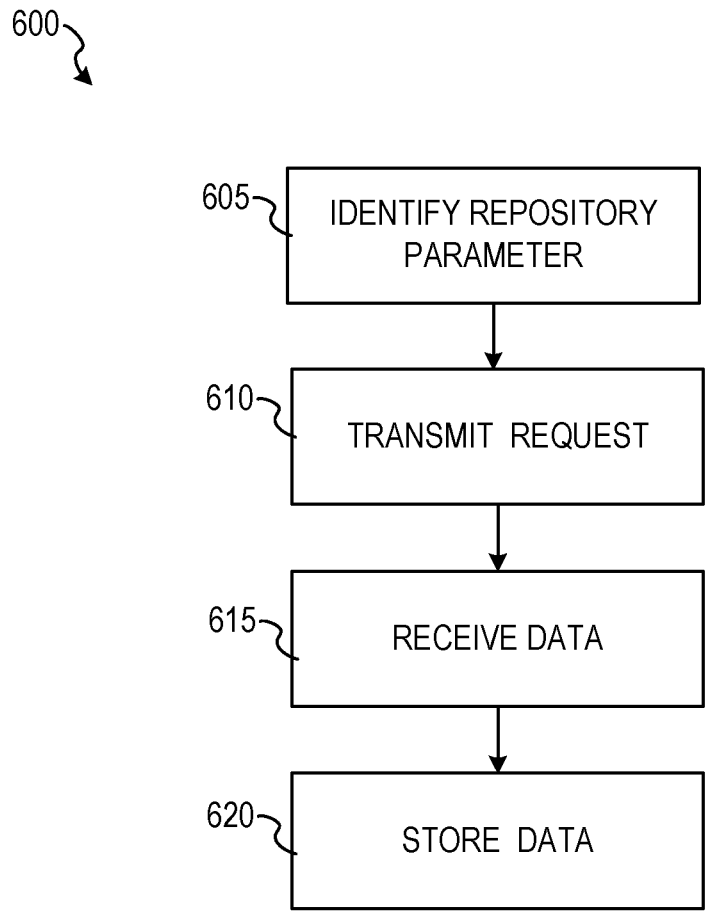 600
605
IDENTIFY REPOSITORY
PARAMETER
610
TRANSMIT REQUEST
615
RECEIVE DATA
620
STORE DATA